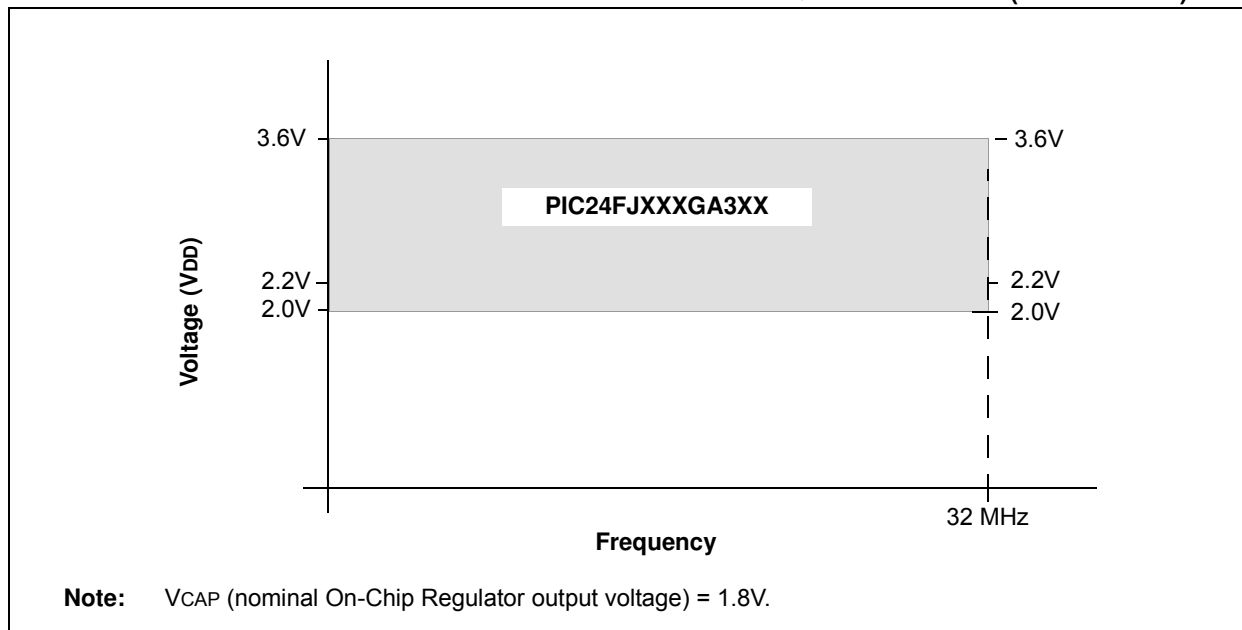 3.6V
3.6V
PIC24FJXXXGA3XX
Voltage (VDD)
2.2V
2.2V
2.0V
2.0V
32 MHz
Frequency
Note: VCAP (nominal On-Chip Regulator output voltage) = 1.8V.